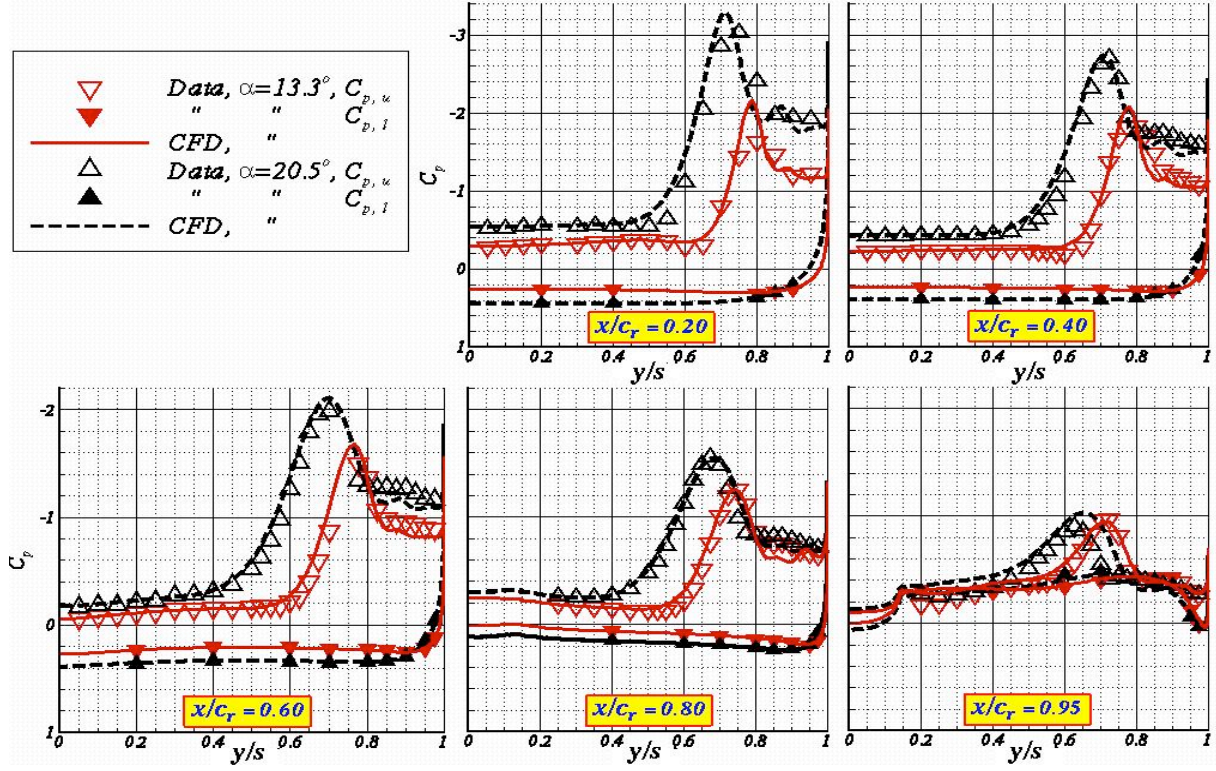 Data, α=13.3°, Cp, u
" " Cp, l
CFD, "
Data, α=20.5°, Cp, u
" " Cp, l
CFD, "
-3
-2
-1
0
1
Cp
0 0.2 0.4 0.6 0.8 1
y/s
x/cr = 0.20
0 0.2 0.4 0.6 0.8 1
y/s
x/cr = 0.40
-2
-1
0
1
Cp
0 0.2 0.4 0.6 0.8 1
y/s
x/cr = 0.60
0 0.2 0.4 0.6 0.8 1
y/s
x/cr = 0.80
0 0.2 0.4 0.6 0.8 1
y/s
x/cr = 0.95